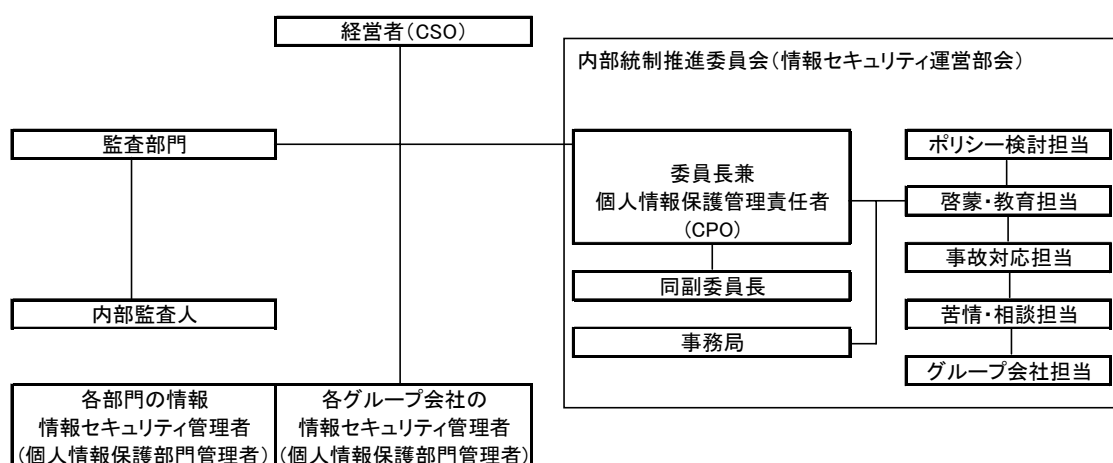 経営者（CSO）
内部統制推進委員会（情報セキュリティ運営部会）
監査部門
委員長兼
個人情報保護管理責任者
（CPO）
ポリシー検討担当
啓蒙・教育担当
事故対応担当
同副委員長
内部監査人
苦情・相談担当
事務局
グループ会社担当
各部門の情報
情報セキュリティ管理者
（個人情報保護部門管理者）
各グループ会社の
情報セキュリティ管理者
（個人情報保護部門管理者）